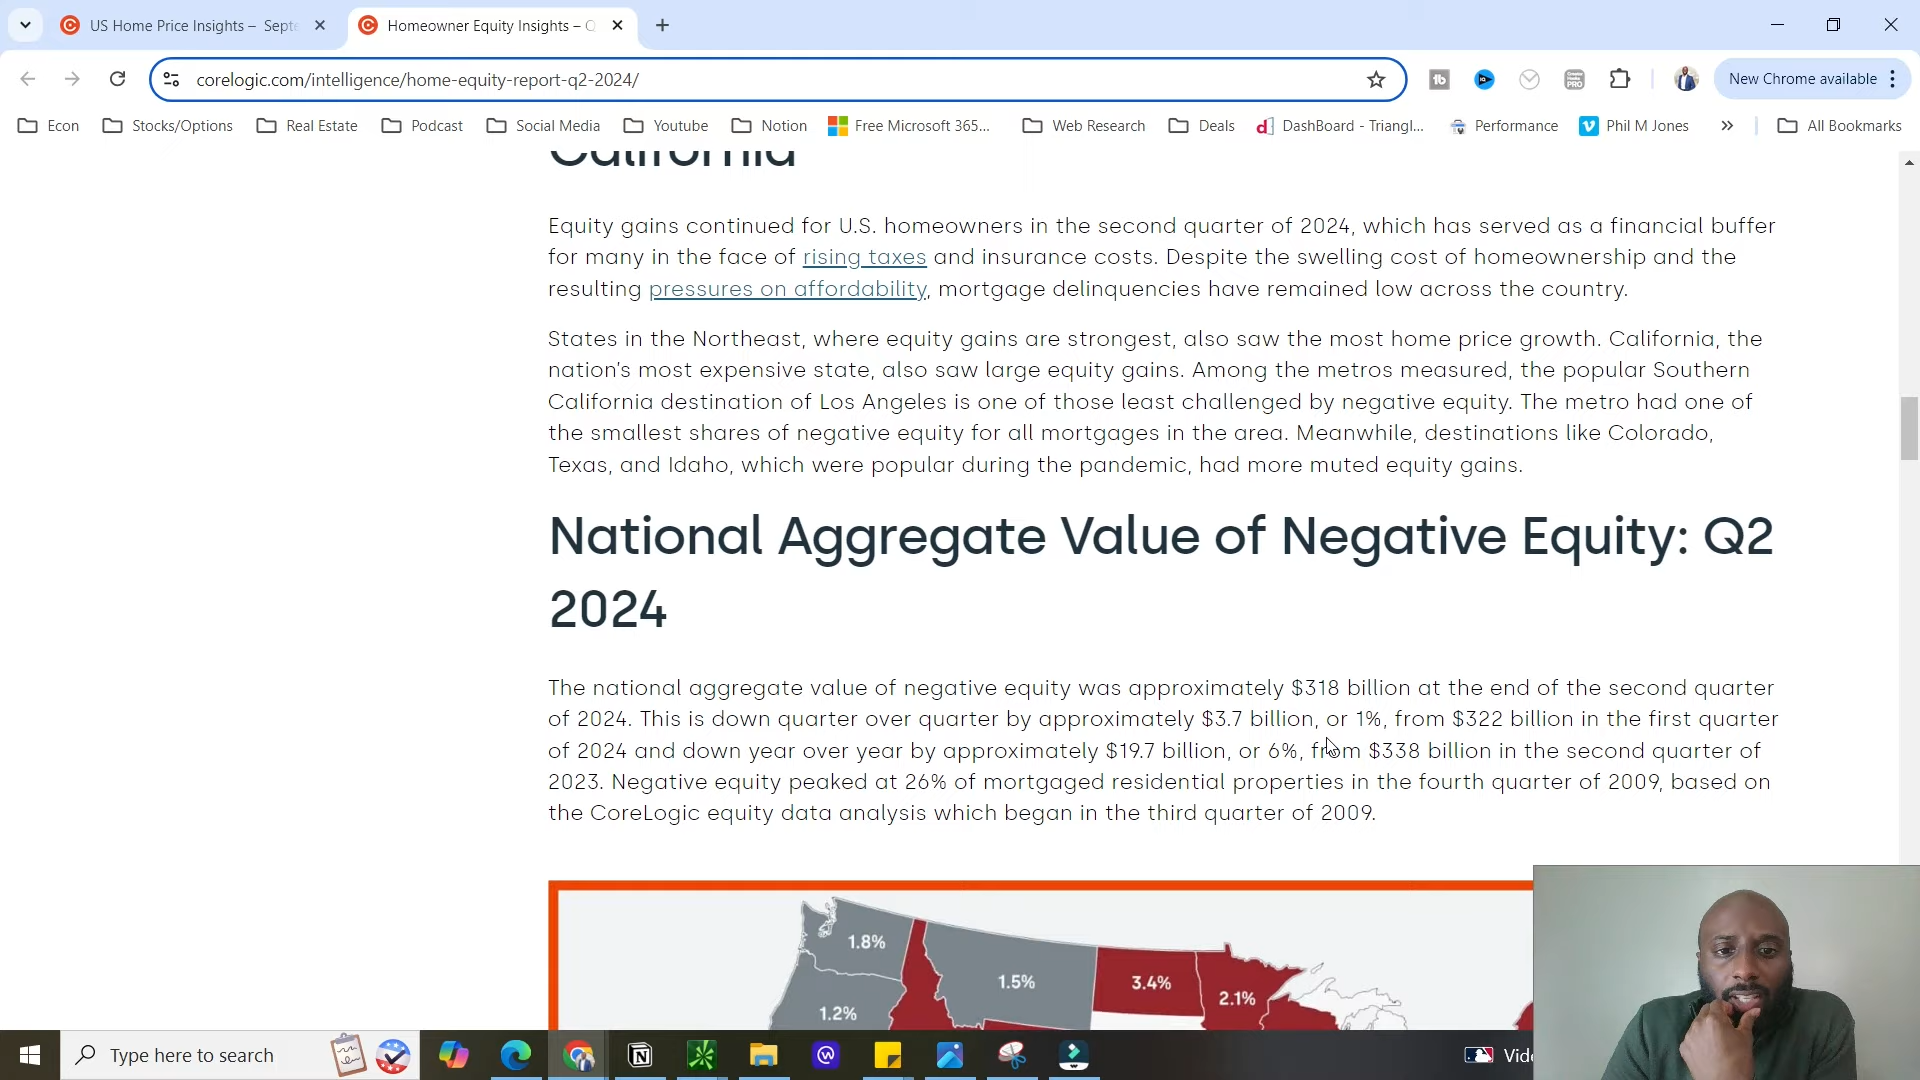 US Home Price Insights – Septe
Homeowner Equity Insights – Q
corelogic.com/intelligence/home-equity-report-q2-2024/
New Chrome available
Econ
Stocks/Options
Real Estate
Podcast
Social Media
Youtube
Notion
Free Microsoft 365...
Web Research
Deals
DashBoard - Triangl...
Performance
Phil M Jones
All Bookmarks
California
Equity gains continued for U.S. homeowners in the second quarter of 2024, which has served as a financial buffer
for many in the face of rising taxes and insurance costs. Despite the swelling cost of homeownership and the
resulting pressures on affordability, mortgage delinquencies have remained low across the country.
States in the Northeast, where equity gains are strongest, also saw the most home price growth. California, the
nation's most expensive state, also saw large equity gains. Among the metros measured, the popular Southern
California destination of Los Angeles is one of those least challenged by negative equity. The metro had one of
the smallest shares of negative equity for all mortgages in the area. Meanwhile, destinations like Colorado,
Texas, and Idaho, which were popular during the pandemic, had more muted equity gains.
National Aggregate Value of Negative Equity: Q2
2024
The national aggregate value of negative equity was approximately $318 billion at the end of the second quarter
of 2024. This is down quarter over quarter by approximately $3.7 billion, or 1%, from $322 billion in the first quarter
of 2024 and down year over year by approximately $19.7 billion, or 6%, from $338 billion in the second quarter of
2023. Negative equity peaked at 26% of mortgaged residential properties in the fourth quarter of 2009, based on
the CoreLogic equity data analysis which began in the third quarter of 2009.
1.8%
1.5%
3.4%
2.1%
1.2%
Type here to search